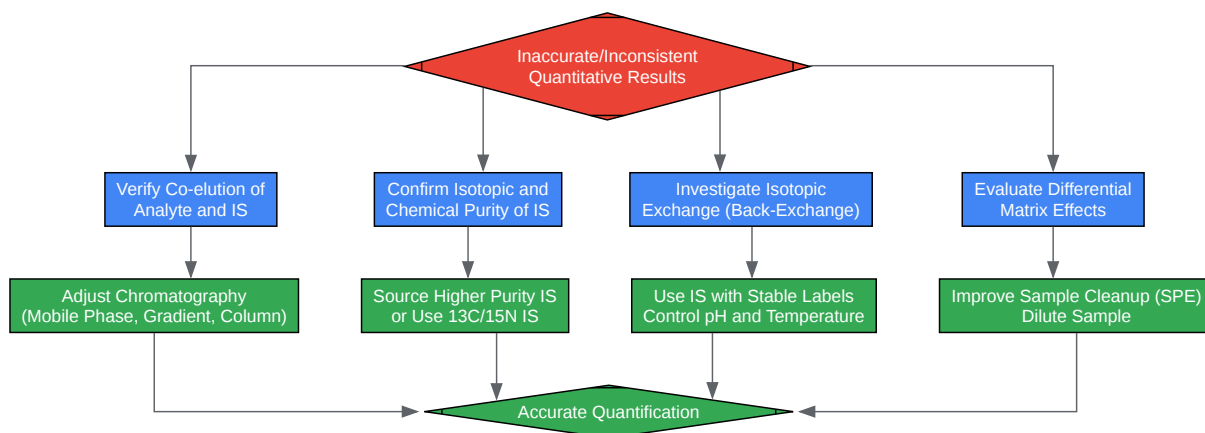 Inaccurate/Inconsistent
Quantitative Results
Verify Co-elution of
Analyte and IS
Confirm Isotopic and
Chemical Purity of IS
Investigate Isotopic
Exchange (Back-Exchange)
Evaluate Differential
Matrix Effects
Adjust Chromatography
(Mobile Phase, Gradient, Column)
Source Higher Purity IS
or Use 13C/15N IS
Use IS with Stable Labels
Control pH and Temperature
Improve Sample Cleanup (SPE)
Dilute Sample
Accurate Quantification